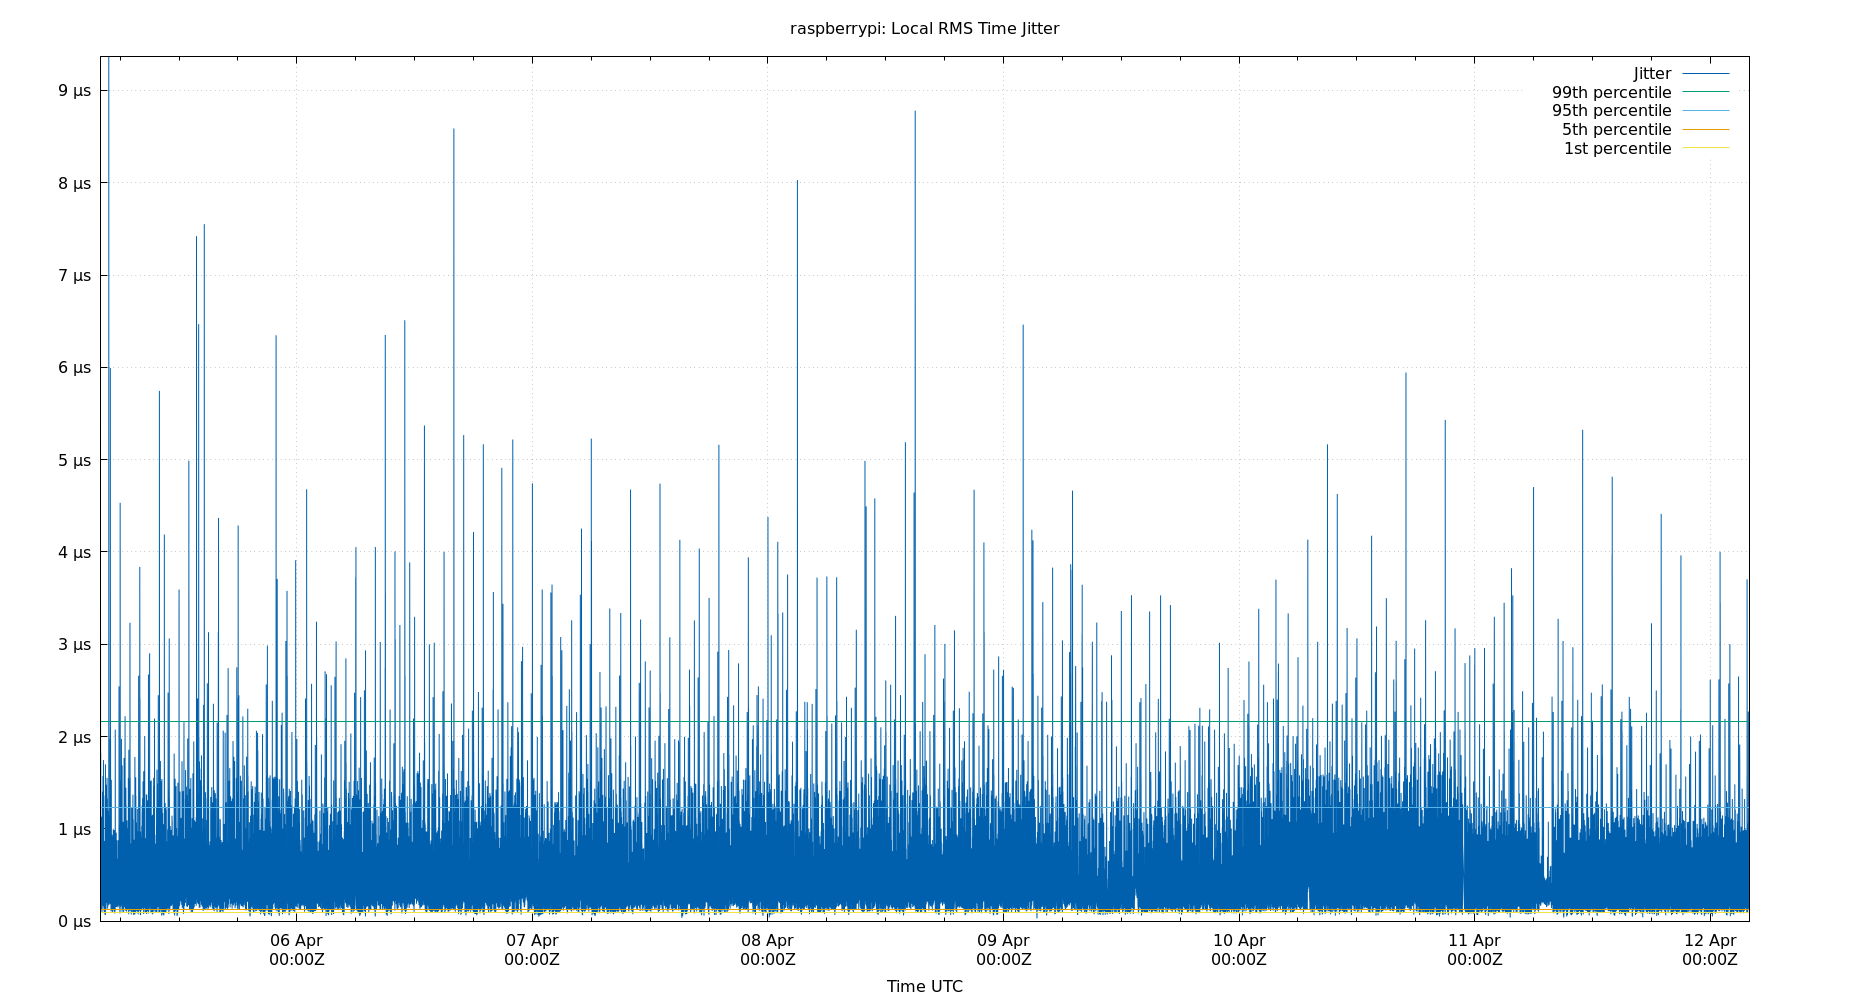 raspberrypi: Local RMS Time Jitter
Jitter
99th percentile
95th percentile
5th percentile
1st percentile
9 µs
8 µs
7 µs
6 µs
5 µs
4 µs
3 µs
2 µs
1 µs
0 µs
06 Apr 07 Apr 08 Apr 09 Apr 10 Apr 11 Apr 12 Apr
00:00Z 00:00Z 00:00Z 00:00Z 00:00Z 00:00Z 00:00Z
Time UTC